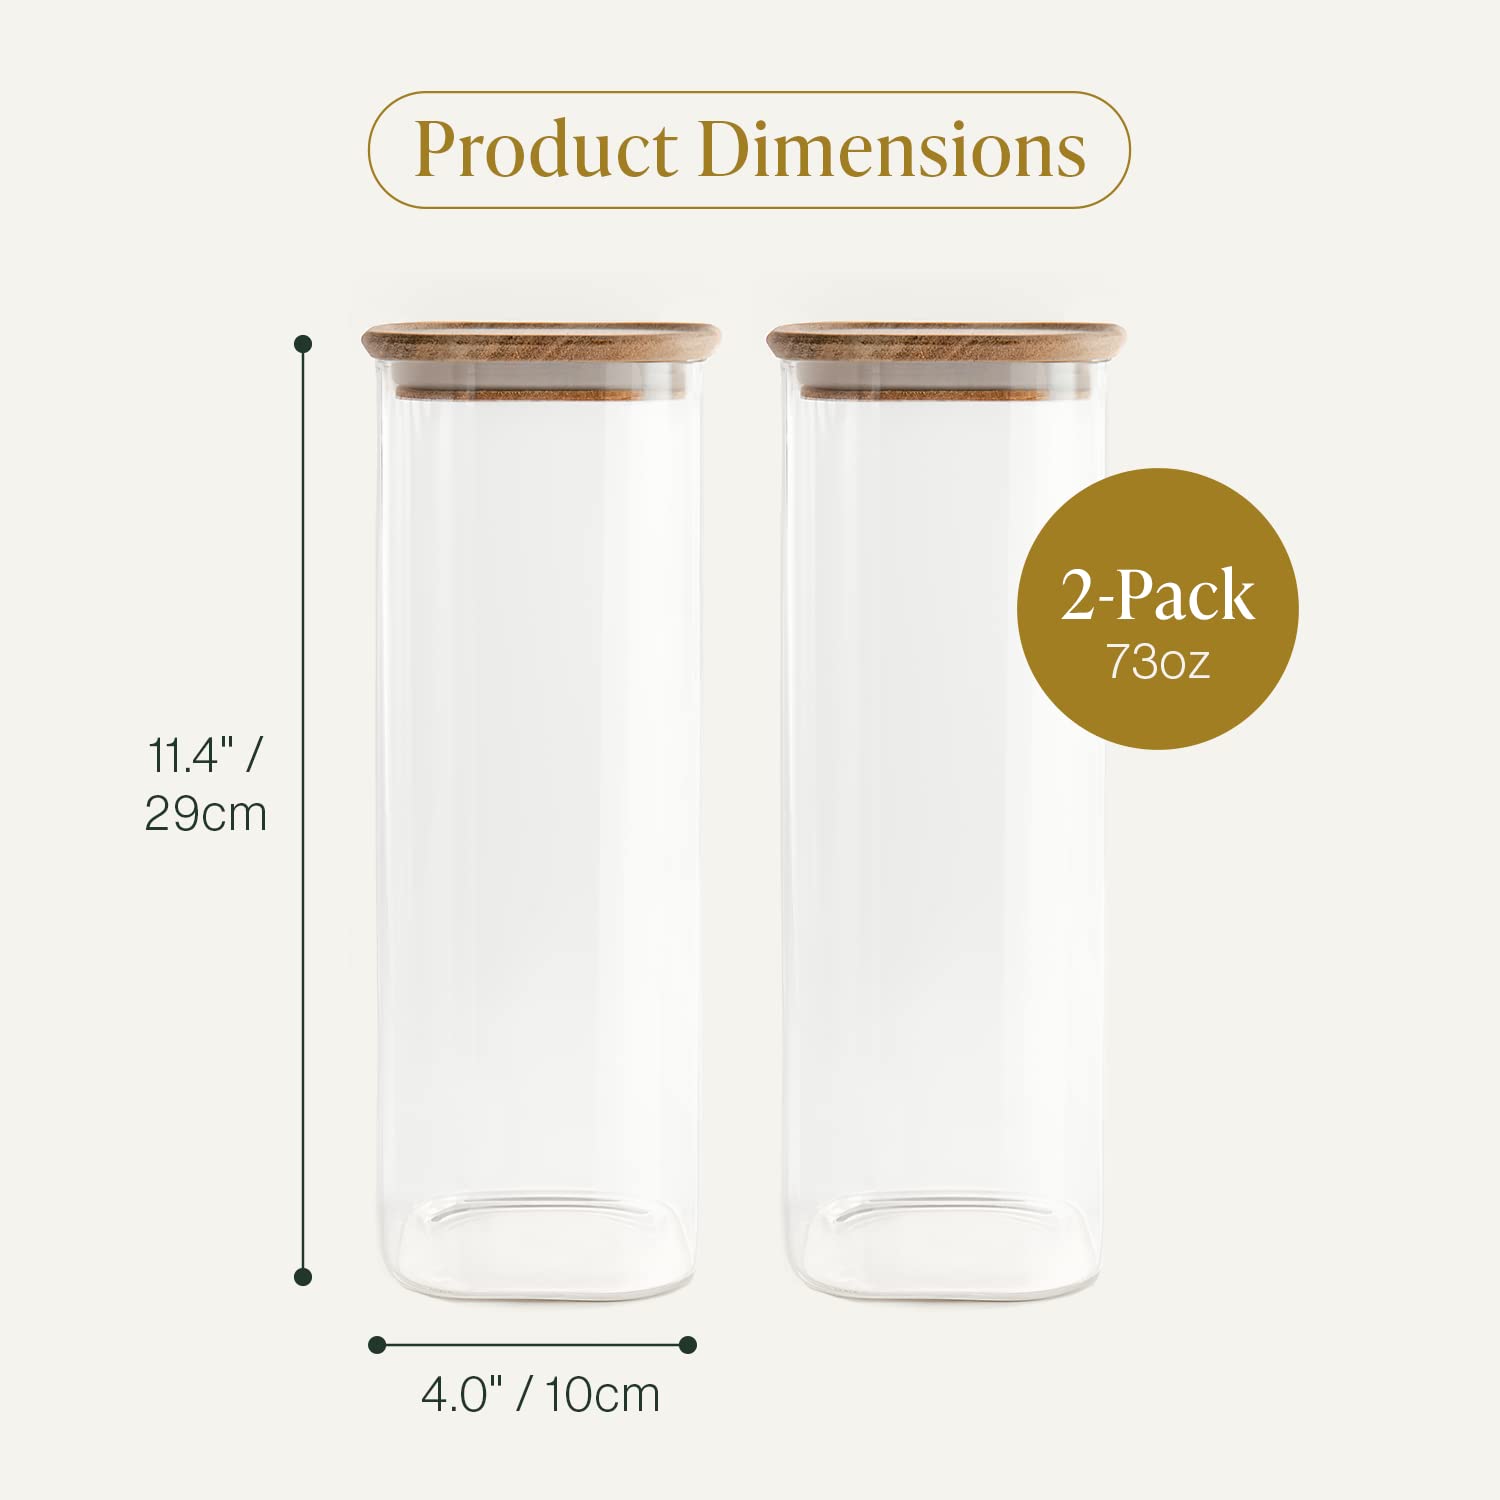 Product Dimensions
2-Pack
73oz
11.4" /
29cm
4.0" / 10cm